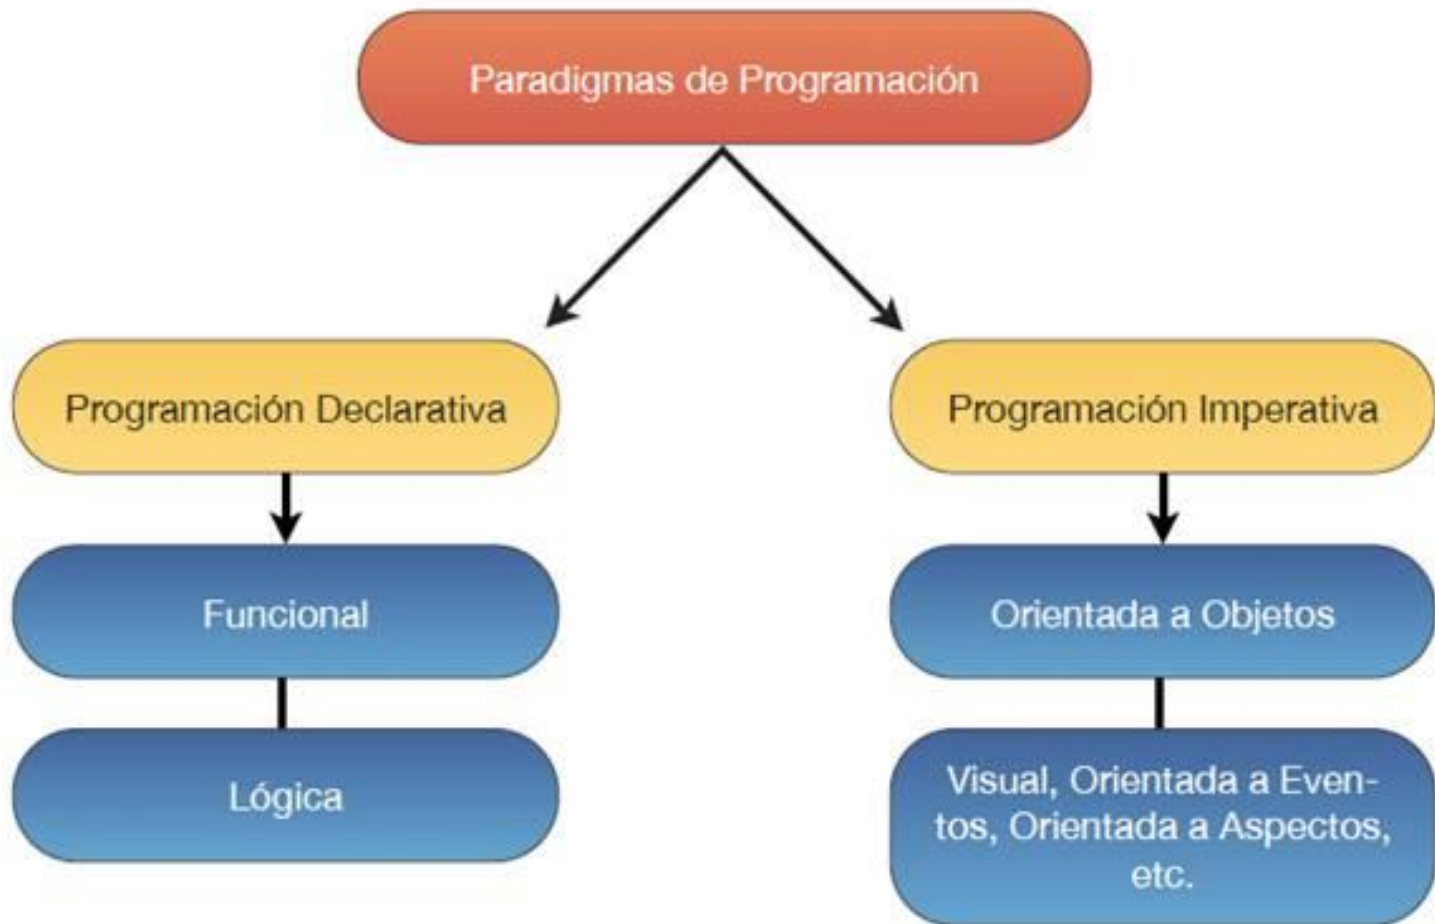 Paradigmas de Programación
Programación Declarativa
Programación Imperativa
Funcional
Orientada a Objetos
Lógica
Visual, Orientada a Even-
tos, Orientada a Aspectos,
etc.